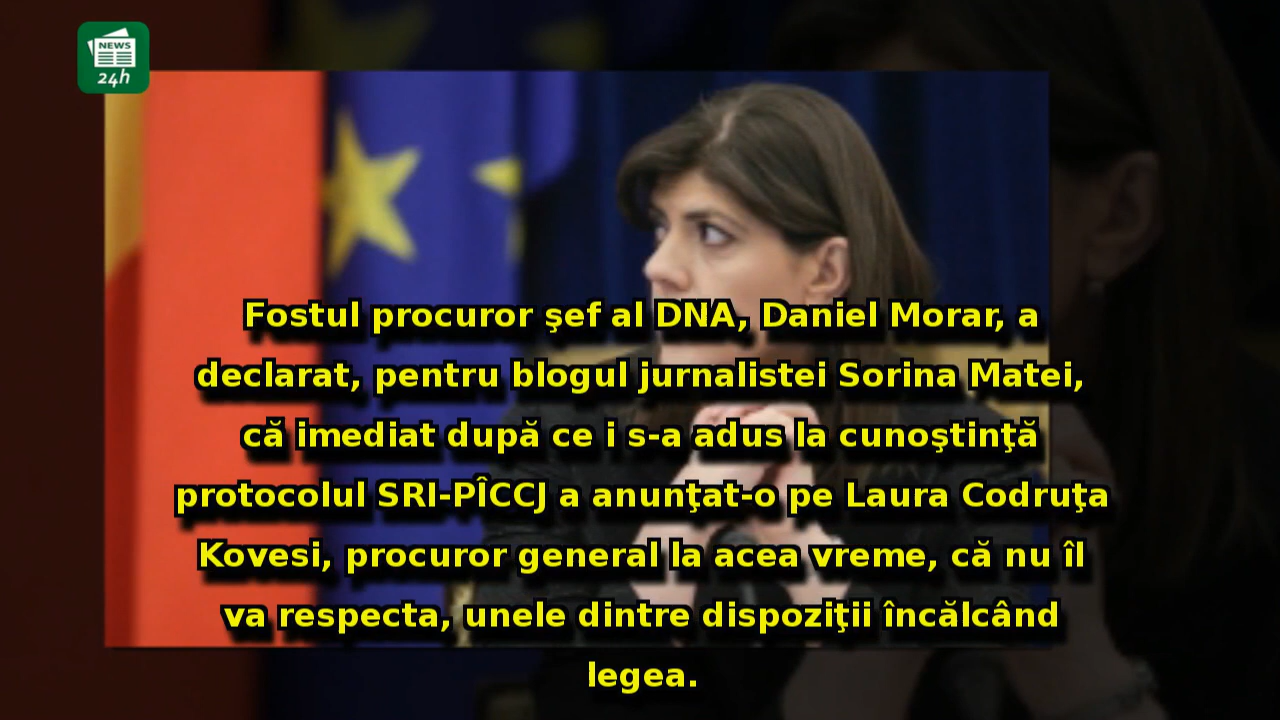 NEWS
24h
Fostul procuror şef al DNA, Daniel Morar, a
declarat, pentru blogul jurnalistei Sorina Matei,
că imediat după ce i s-a adus la cunoştinţă
protocolul SRI-PÎCCJ a anunţat-o pe Laura Codruţa
Kovesi, procuror general la acea vreme, că nu îl
va respecta, unele dintre dispoziţii încălcând
legea.